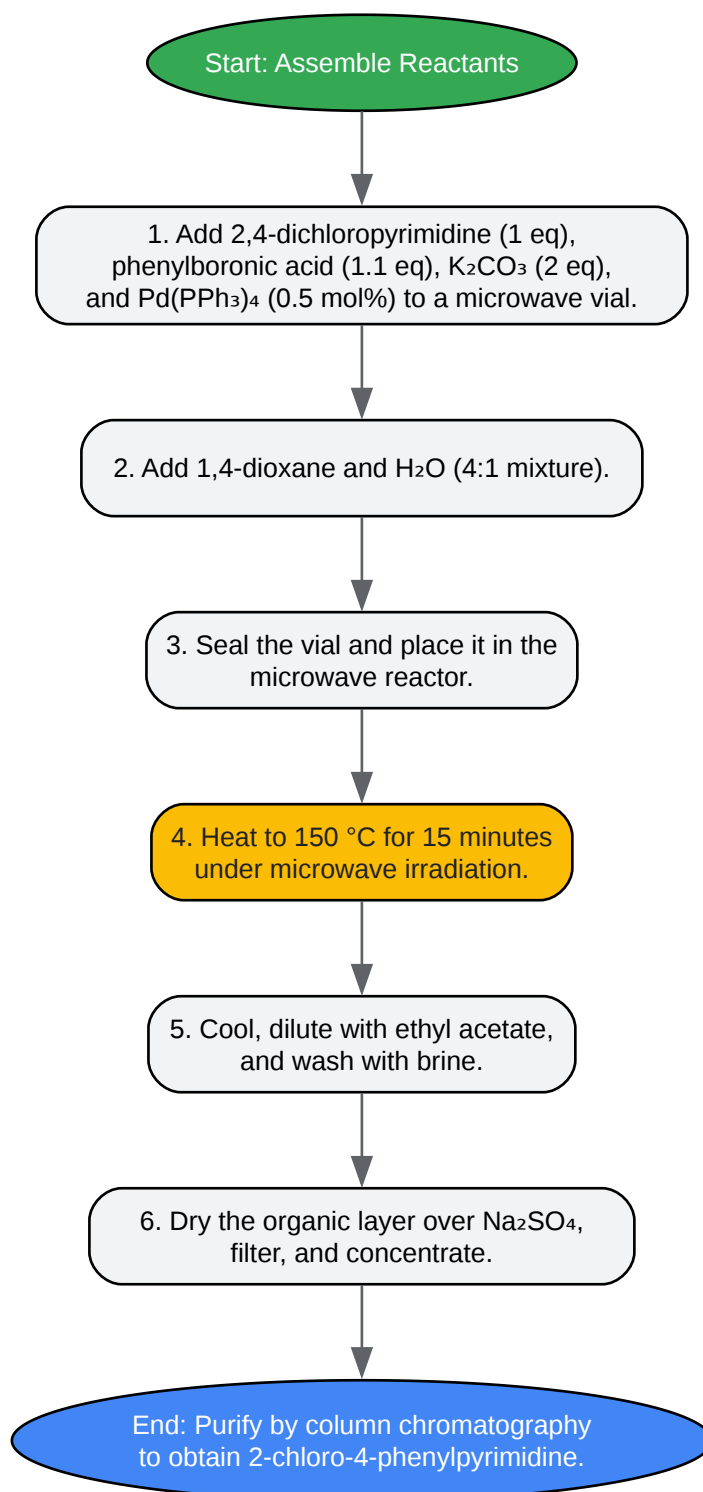 Start: Assemble Reactants
1. Add 2,4-dichloropyrimidine (1 eq),
phenylboronic acid (1.1 eq), K₂CO₃ (2 eq),
and Pd(PPh₃)₄ (0.5 mol%) to a microwave vial.
2. Add 1,4-dioxane and H₂O (4:1 mixture).
3. Seal the vial and place it in the
microwave reactor.
4. Heat to 150 °C for 15 minutes
under microwave irradiation.
5. Cool, dilute with ethyl acetate,
and wash with brine.
6. Dry the organic layer over Na₂SO₄,
filter, and concentrate.
End: Purify by column chromatography
to obtain 2-chloro-4-phenylpyrimidine.